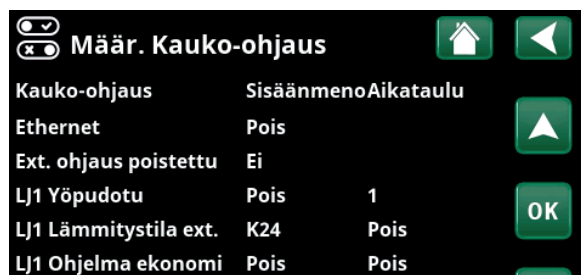 Määr. Kauko-ohjaus
Kauko-ohjaus SisäänmenoAikataulu
Ethernet Pois
Ext. ohjaus poistettu Ei
LJ1 Yöpudotu Pois 1
OK
LJ1 Lämmitystila ext. K24 Pois
LJ1 Ohjelma ekonomi Pois Pois